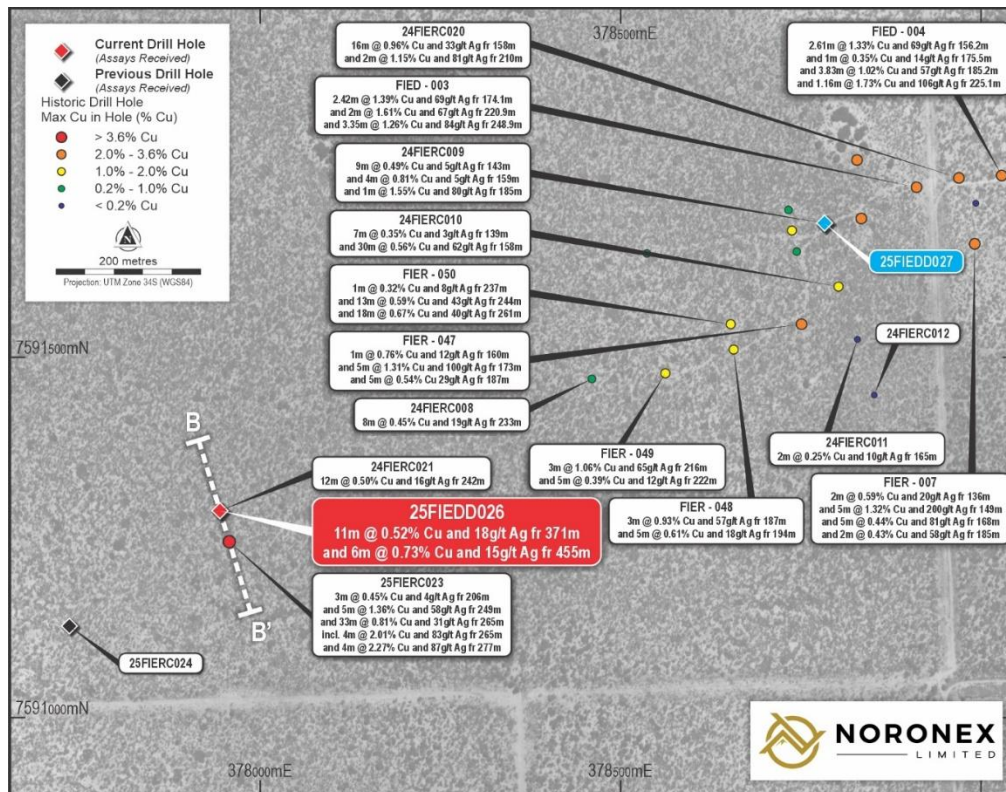 Current Drill Hole
(Assays Received)
Previous Drill Hole
(Assays Received)
Historic Drill Hole
Max Cu in Hole (% Cu)
> 3.6% Cu
2.0% - 3.6% Cu
1.0% - 2.0% Cu
0.2% - 1.0% Cu
< 0.2% Cu
200 metres
Projection: UTM Zone 34S (WGS84)
24FIERC020
16m @ 0.96% Cu and 33g/t Ag fr 158m
and 2m @ 1.15% Cu and 81g/t Ag fr 210m
378500mE
FIED - 004
2.61m @ 1.33% Cu and 69g/t Ag fr 156.2m
and 1m @ 0.35% Cu and 14g/t Ag fr 175.5m
and 3.83m @ 1.02% Cu and 57g/t Ag fr 185.2m
and 1.16m @ 1.73% Cu and 106g/t Ag fr 225.1m
FIED - 003
2.42m @ 1.39% Cu and 69g/t Ag fr 174.1m
and 2m @ 1.61% Cu and 67g/t Ag fr 220.9m
and 3.35m @ 1.26% Cu and 84g/t Ag fr 248.9m
24FIERC009
9m @ 0.49% Cu and 5g/t Ag fr 143m
and 4m @ 0.81% Cu and 5g/t Ag fr 159m
and 1m @ 1.55% Cu and 80g/t Ag fr 185m
24FIERC010
7m @ 0.35% Cu and 3g/t Ag fr 139m
and 30m @ 0.56% Cu and 62g/t Ag fr 158m
25FIEDD027
FIER - 050
1m @ 0.32% Cu and 8g/t Ag fr 237m
and 13m @ 0.59% Cu and 43g/t Ag fr 244m
and 18m @ 0.67% Cu and 40g/t Ag fr 261m
FIER - 047
1m @ 0.76% Cu and 12g/t Ag fr 160m
and 5m @ 1.31% Cu and 100g/t Ag fr 173m
and 5m @ 0.54% Cu 29g/t Ag fr 187m
24FIERC012
7591500mN
24FIERC008
8m @ 0.45% Cu and 19g/t Ag fr 233m
B
24FIERC011
2m @ 0.25% Cu and 10g/t Ag fr 165m
FIER - 049
3m @ 1.06% Cu and 65g/t Ag fr 216m
and 5m @ 0.39% Cu and 12g/t Ag fr 222m
24FIERC021
12m @ 0.50% Cu and 16g/t Ag fr 242m
FIER - 007
2m @ 0.59% Cu and 20g/t Ag fr 136m
and 5m @ 1.32% Cu and 200g/t Ag fr 149m
and 5m @ 0.44% Cu and 81g/t Ag fr 168m
and 2m @ 0.43% Cu and 58g/t Ag fr 185m
25FIEDD026
11m @ 0.52% Cu and 18g/t Ag fr 371m
and 6m @ 0.73% Cu and 15g/t Ag fr 455m
FIER - 048
3m @ 0.93% Cu and 57g/t Ag fr 187m
and 5m @ 0.61% Cu and 18g/t Ag fr 194m
25FIERC023
3m @ 0.45% Cu and 4g/t Ag fr 206m
and 5m @ 1.36% Cu and 58g/t Ag fr 249m
and 33m @ 0.81% Cu and 31g/t Ag fr 265m
incl. 4m @ 2.01% Cu and 83g/t Ag fr 265m
and 4m @ 2.27% Cu and 87g/t Ag fr 277m
B'
25FIERC024
7591000mN
378000mE
378500mE
NORONEX
LIMITED